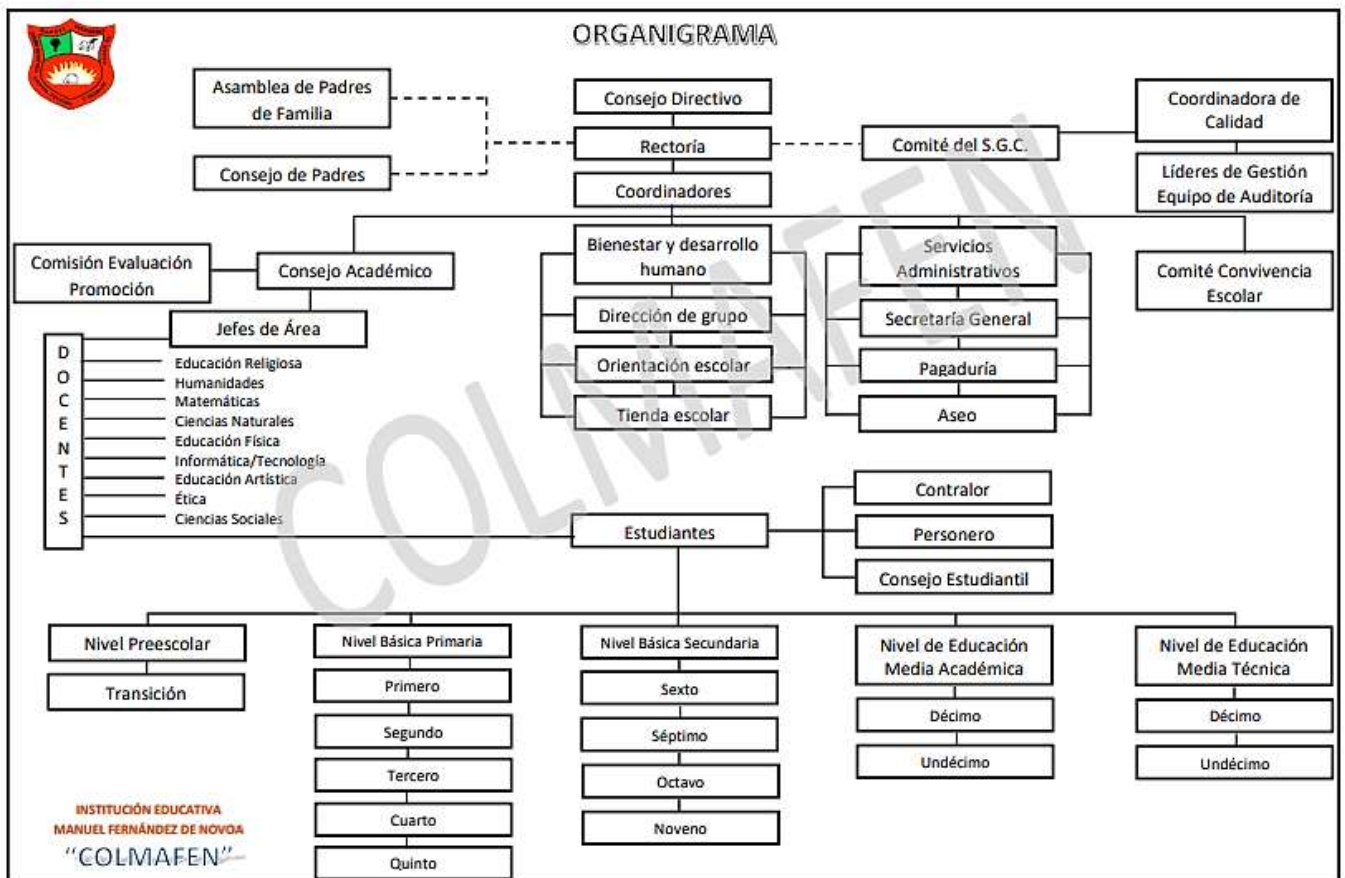 ORGANIGRAMA
Asamblea de Padres
de Familia
Consejo de Padres
Consejo Directivo
Rectoría
Coordinadores
Comité del S.G.C.
Coordinadora de
Calidad
Líderes de Gestión
Equipo de Auditoría
Comisión Evaluación
Promoción
Consejo Académico
Jefes de Área
Bienestar y desarrollo
humano
Dirección de grupo
Orientación escolar
Tienda escolar
Servicios
Administrativos
Secretaría General
Pagaduría
Aseo
Comité Convivencia
Escolar
DOCENTES
Educación Religiosa
Humanidades
Matemáticas
Ciencias Naturales
Educación Física
Informática/Tecnología
Educación Artística
Ética
Ciencias Sociales
Estudiantes
Contralor
Personero
Consejo Estudiantil
Nivel Preescolar
Transición
Nivel Básica Primaria
Primero
Segundo
Tercero
Cuarto
Quinto
Nivel Básica Secundaria
Sexto
Séptimo
Octavo
Noveno
Nivel de Educación
Media Académica
Décimo
Undécimo
Nivel de Educación
Media Técnica
Décimo
Undécimo
INSTITUCIÓN EDUCATIVA
MANUEL FERNÁNDEZ DE NOVOA
"COLMAFEN"
COLMAFEN